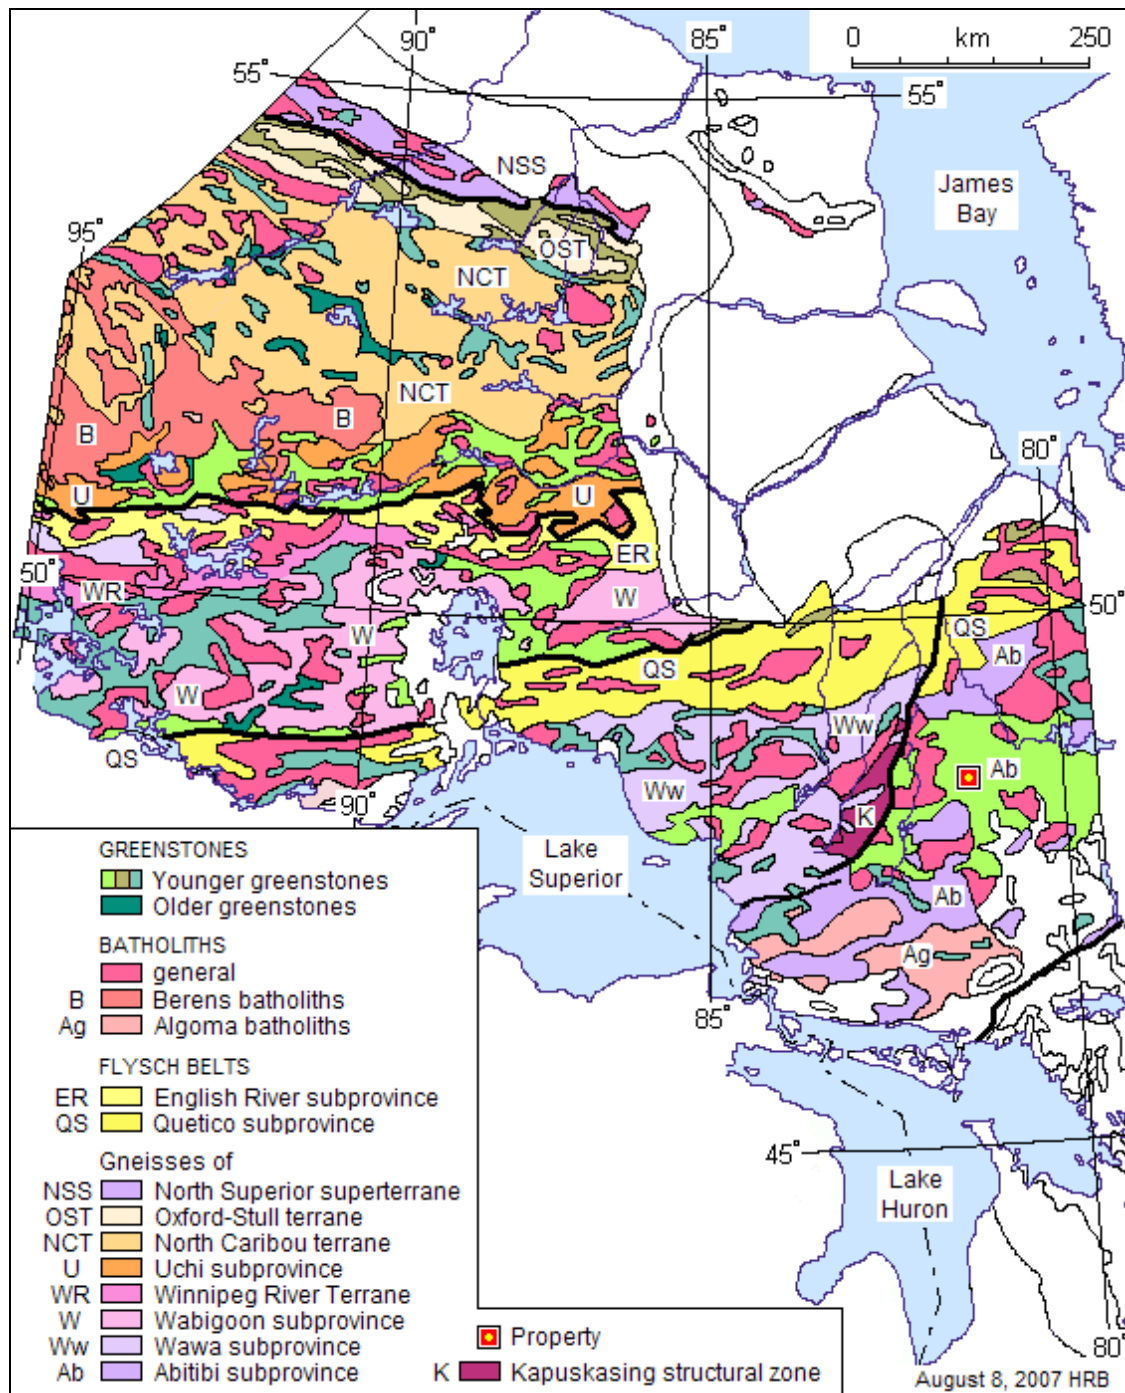 90°
85°
0 km 250
55°
55°
NSS
James
Bay
95°
OST
NCT
NCT
B
B
80°
U
U
ER
50°
WR
W
50°
W
QS
Ab
QS
W
Ww
QS
Ab
Ww
90°
K
Lake
Superior
Ab
Ag
85°
45°
Lake
Huron
80°
GREENSTONES
Younger greenstones
Older greenstones
BATHOLITHS
general
B Berens batholiths
Ag Algoma batholiths
FLYSCH BELTS
ER English River subprovince
QS Quetico subprovince
Gneisses of
NSS North Superior superterrane
OST Oxford-Stull terrane
NCT North Caribou terrane
U Uchi subprovince
WR Winnipeg River Terrane
W Wabigoon subprovince
Ww Wawa subprovince
Ab Abitibi subprovince
Property
K Kapuskasing structural zone
August 8, 2007 HRB